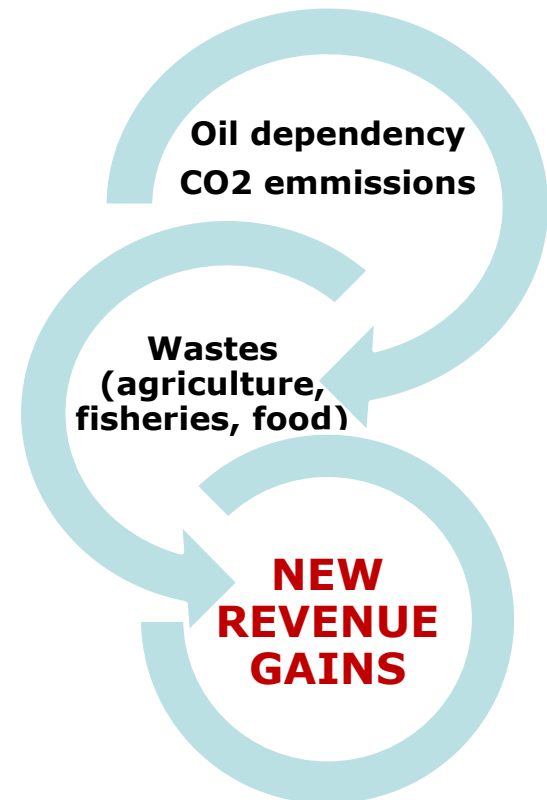 Oil dependency
CO2 emmissions
Wastes
(agriculture,
fisheries, food)
NEW
REVENUE
GAINS